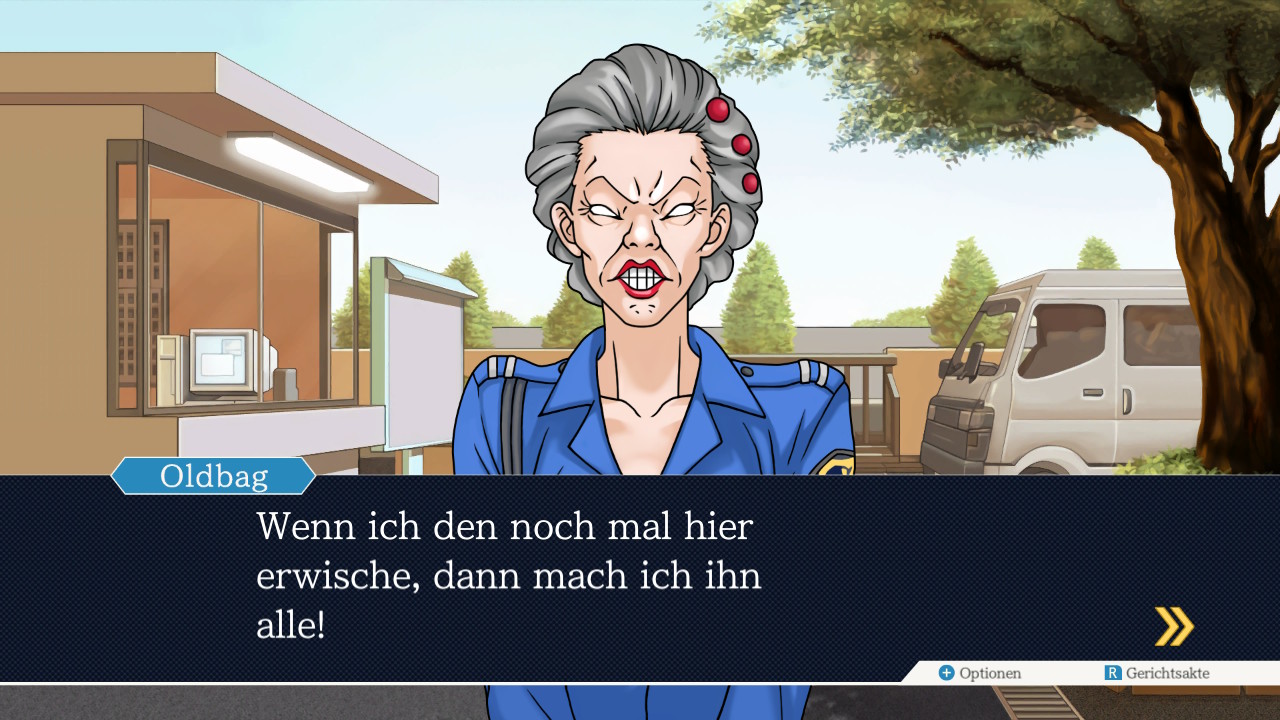 Oldbag
Wenn ich den noch mal hier
erwische, dann mach ich ihn
alle!
+ Optionen
R Gerichtsakte